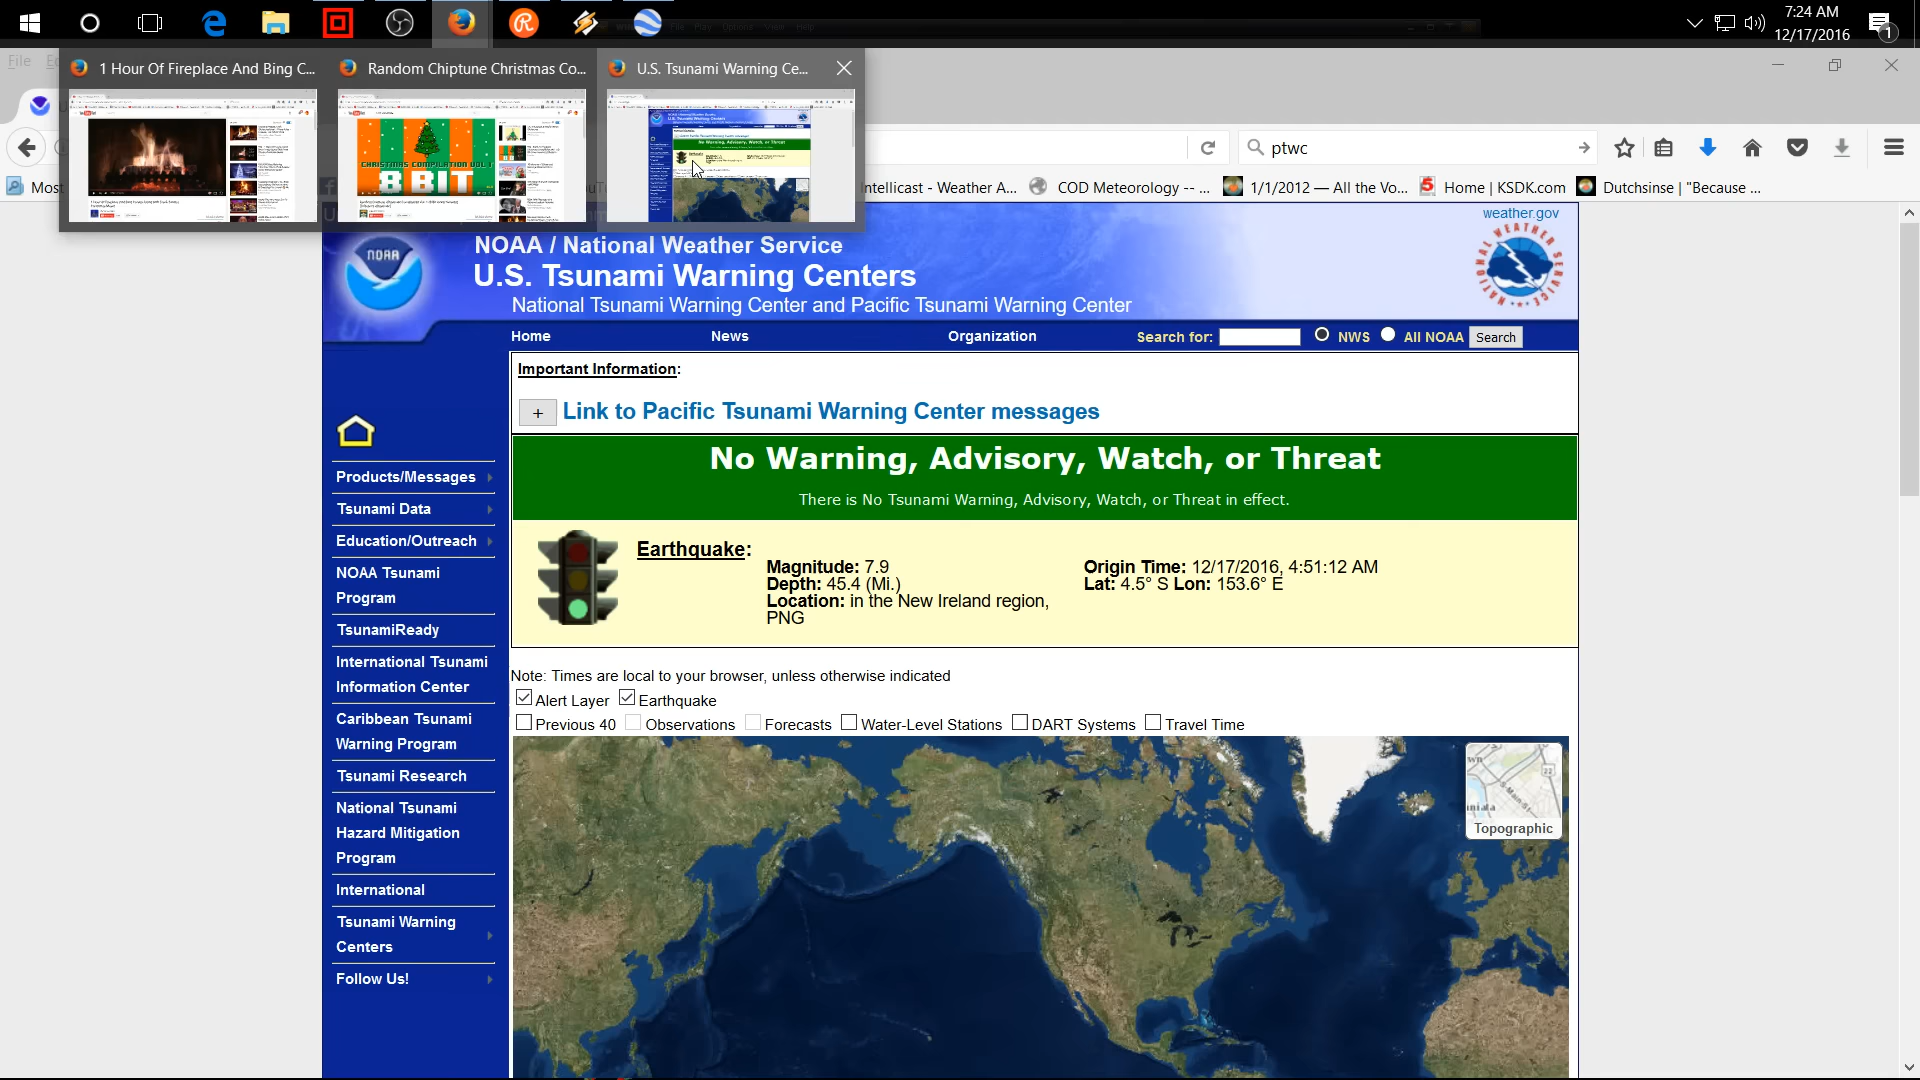 7:24 AM
12/17/2016
1
1 Hour Of Fireplace And Bing C...
Random Chiptune Christmas Co...
U.S. Tsunami Warning Ce...
File
CHRISTMAS COMPILATION VOL 1
8 BIT
ptwc
Most
ntellicast - Weather A...
COD Meteorology -- ...
1/1/2012 — All the Vo...
Home | KSDK.com
Dutchsinse | "Because ...
weather.gov
NOAA / National Weather Service
U.S. Tsunami Warning Centers
National Tsunami Warning Center and Pacific Tsunami Warning Center
Home
News
Organization
Search for:
NWS
All NOAA
Search
Important Information:
+
Link to Pacific Tsunami Warning Center messages
No Warning, Advisory, Watch, or Threat
There is No Tsunami Warning, Advisory, Watch, or Threat in effect.
Earthquake:
Magnitude: 7.9
Depth: 45.4 (Mi.)
Location: in the New Ireland region,
PNG
Origin Time: 12/17/2016, 4:51:12 AM
Lat: 4.5° S Lon: 153.6° E
Note: Times are local to your browser, unless otherwise indicated
Alert Layer
Earthquake
Previous 40
Observations
Forecasts
Water-Level Stations
DART Systems
Travel Time
Topographic
Products/Messages
Tsunami Data
Education/Outreach
NOAA Tsunami
Program
TsunamiReady
International Tsunami
Information Center
Caribbean Tsunami
Warning Program
Tsunami Research
National Tsunami
Hazard Mitigation
Program
International
Tsunami Warning
Centers
Follow Us!